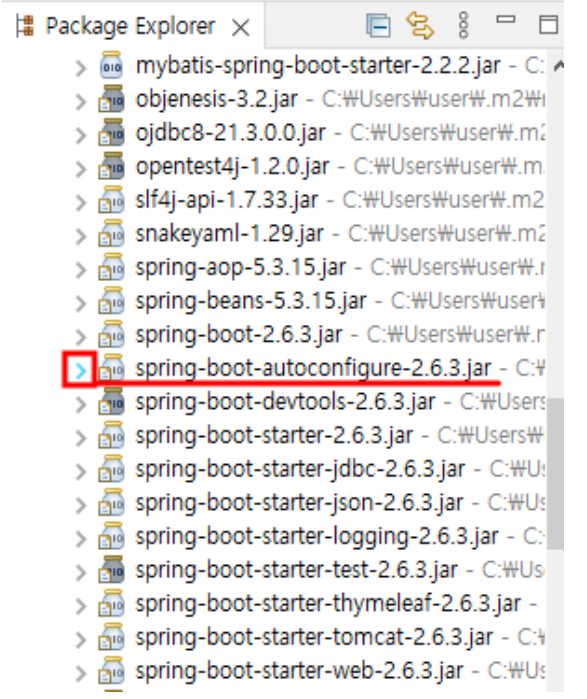 Package Explorer
mybatis-spring-boot-starter-2.2.2.jar - C:
objenesis-3.2.jar - C:₩Users₩user₩.m2₩
ojdbc8-21.3.0.0.jar - C:₩Users₩user₩.m2
opentest4j-1.2.0.jar - C:₩Users₩user₩.m
slf4j-api-1.7.33.jar - C:₩Users₩user₩.m2
snakeyaml-1.29.jar - C:₩Users₩user₩.m2
spring-aop-5.3.15.jar - C:₩Users₩user₩.
spring-beans-5.3.15.jar - C:₩Users₩user₩
spring-boot-2.6.3.jar - C:₩Users₩user₩.
spring-boot-autoconfigure-2.6.3.jar - C:₩
spring-boot-devtools-2.6.3.jar - C:₩Users
spring-boot-starter-2.6.3.jar - C:₩Users₩
spring-boot-starter-jdbc-2.6.3.jar - C:₩Us
spring-boot-starter-json-2.6.3.jar - C:₩Us
spring-boot-starter-logging-2.6.3.jar - C:
spring-boot-starter-test-2.6.3.jar - C:₩Us
spring-boot-starter-thymeleaf-2.6.3.jar -
spring-boot-starter-tomcat-2.6.3.jar - C:₩
spring-boot-starter-web-2.6.3.jar - C:₩Us